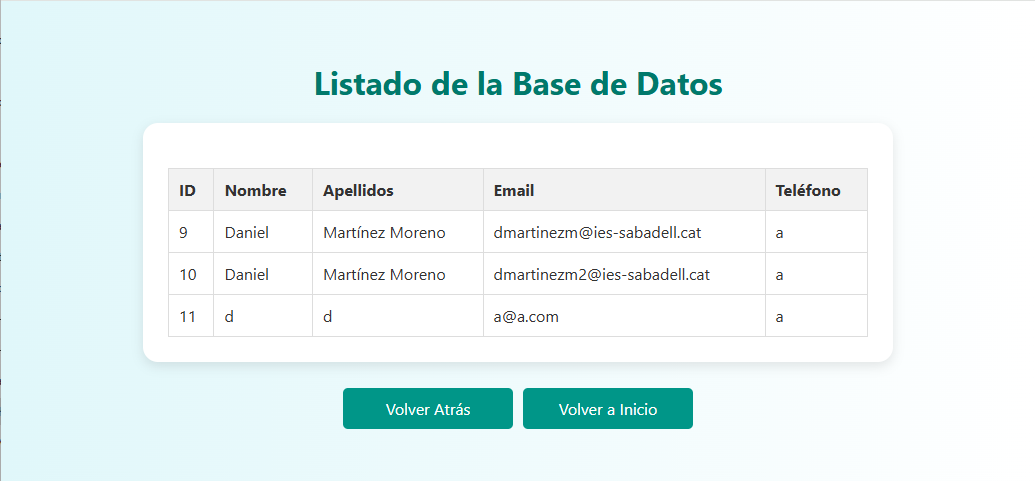 Listado de la Base de Datos
ID Nombre Apellidos Email Teléfono
9 Daniel Martínez Moreno dmartinezm@ies-sabadell.cat a
10 Daniel Martínez Moreno dmartinezm2@ies-sabadell.cat a
11 d d a@a.com a
Volver Atrás Volver a Inicio